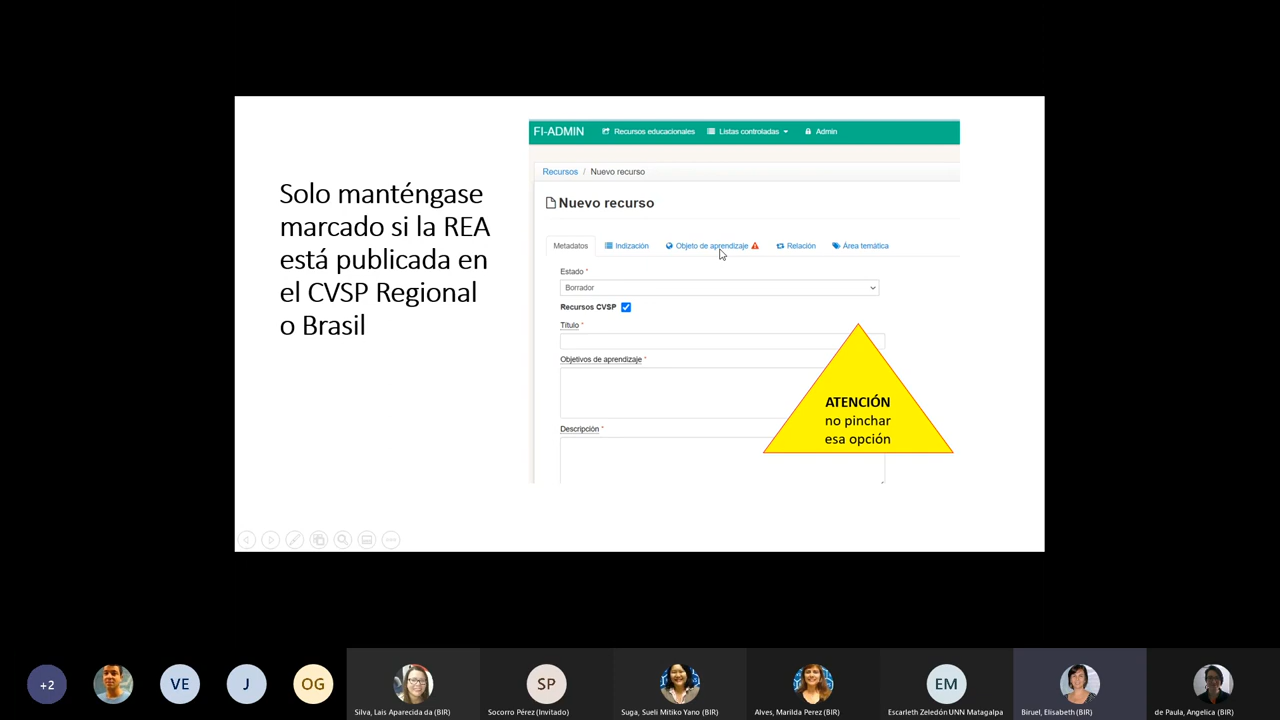 Solo manténgase
marcado si la REA
está publicada en
el CVSP Regional
o Brasil
FI-ADMIN Recursos educacionales Listas controladas Admin
Recursos / Nuevo recurso
Nuevo recurso
Metadatos Indización Objeto de aprendizaje Relación Área temática
Estado *
Borrador
Recursos CVSP
Título *
Objetivos de aprendizaje *
Descripción *
ATENCIÓN
no pinchar
esa opción
+2 VE J OG SP EM
Silva, Lais Aparecida da (BIR) Socorro Pérez (Invitado) Suga, Sueli Mitiko Yano (BIR) Alves, Marilda Perez (BIR) Escarleth Zeledón UNN Matagalpa Biruel, Elisabeth (BIR) de Paula, Angelica (BIR)